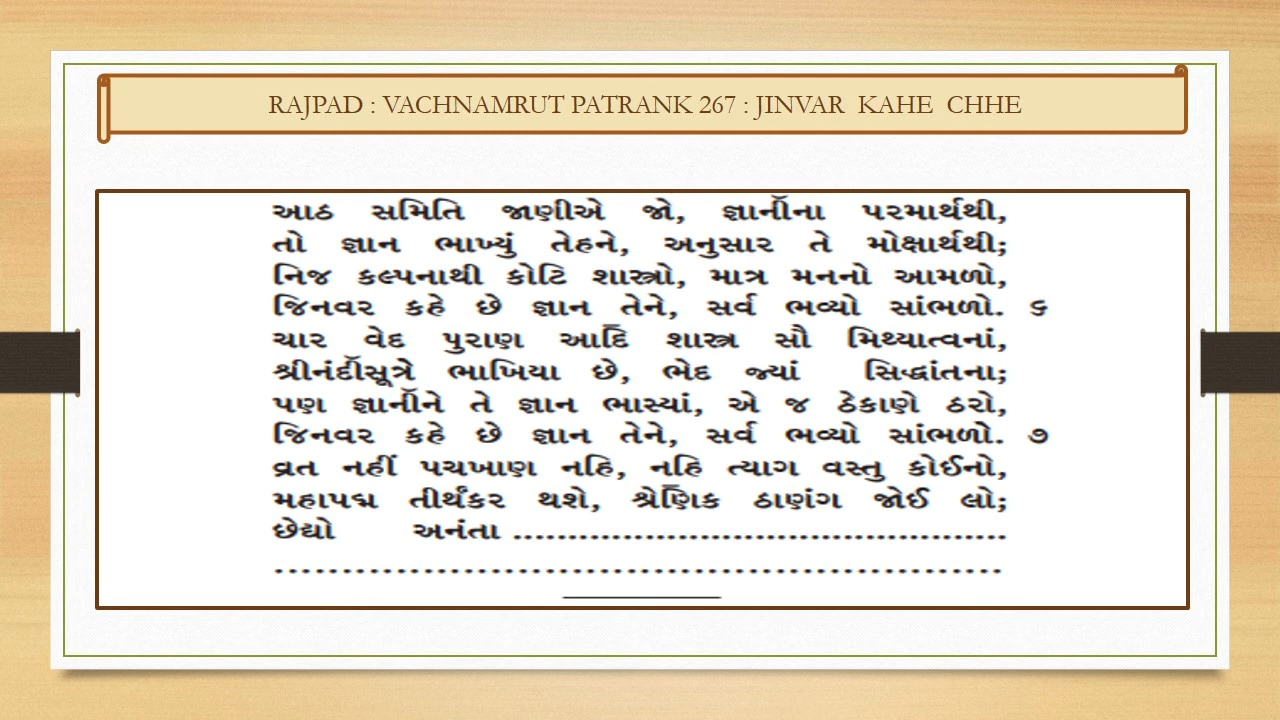 RAJPAD : VACHNAMRUT PATRANK 267 : JINVAR KAHE CHHE
આઠ સમિતિ જાણીએ જો, જ્ઞાનીના પરમાર્થથી,
તો જ્ઞાન ભાખ્યું તેહને, અનુસાર તે મોક્ષાર્થથી;
નિજ કલ્પનાથી કોટિ શાસ્ત્રો, માત્ર મનનો આમળો,
જિનવર કહે છે જ્ઞાન તેને, સર્વ ભવ્યો સાંભળો. ૬
ચાર વેદ પુરાણ આદિ શાસ્ત્ર સૌ મિથ્યાત્વનાં,
શ્રીનંદીસૂત્રે ભાખિયા છે, ભેદ જ્યાં સિદ્ધાંતના;
પણ જ્ઞાનીને તે જ્ઞાન ભાસ્યાં, એ જ ઠેકાણે ઠરો,
જિનવર કહે છે જ્ઞાન તેને, સર્વ ભવ્યો સાંભળો. ૭
વ્રત નહીં પચખાણ નહિ, નહિ ત્યાગ વસ્તુ કોઈનો,
મહાપદ્મ તીર્થંકર થશે, શ્રેણિક ઠાણંગ જોઈ લો;
છેદ્યો અનંતા ..............................................
.......................................................